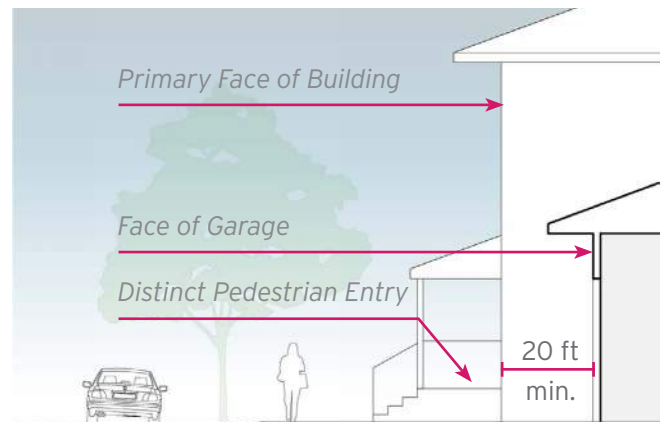 Primary Face of Building
Face of Garage
Distinct Pedestrian Entry
20 ft
min.